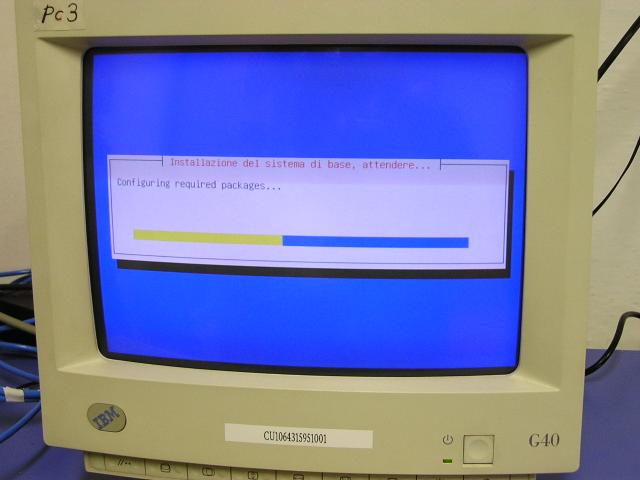 Pc3
Installazione del sistema di base, attendere...
Configuring required packages...
IBM
CU1064315951001
G40